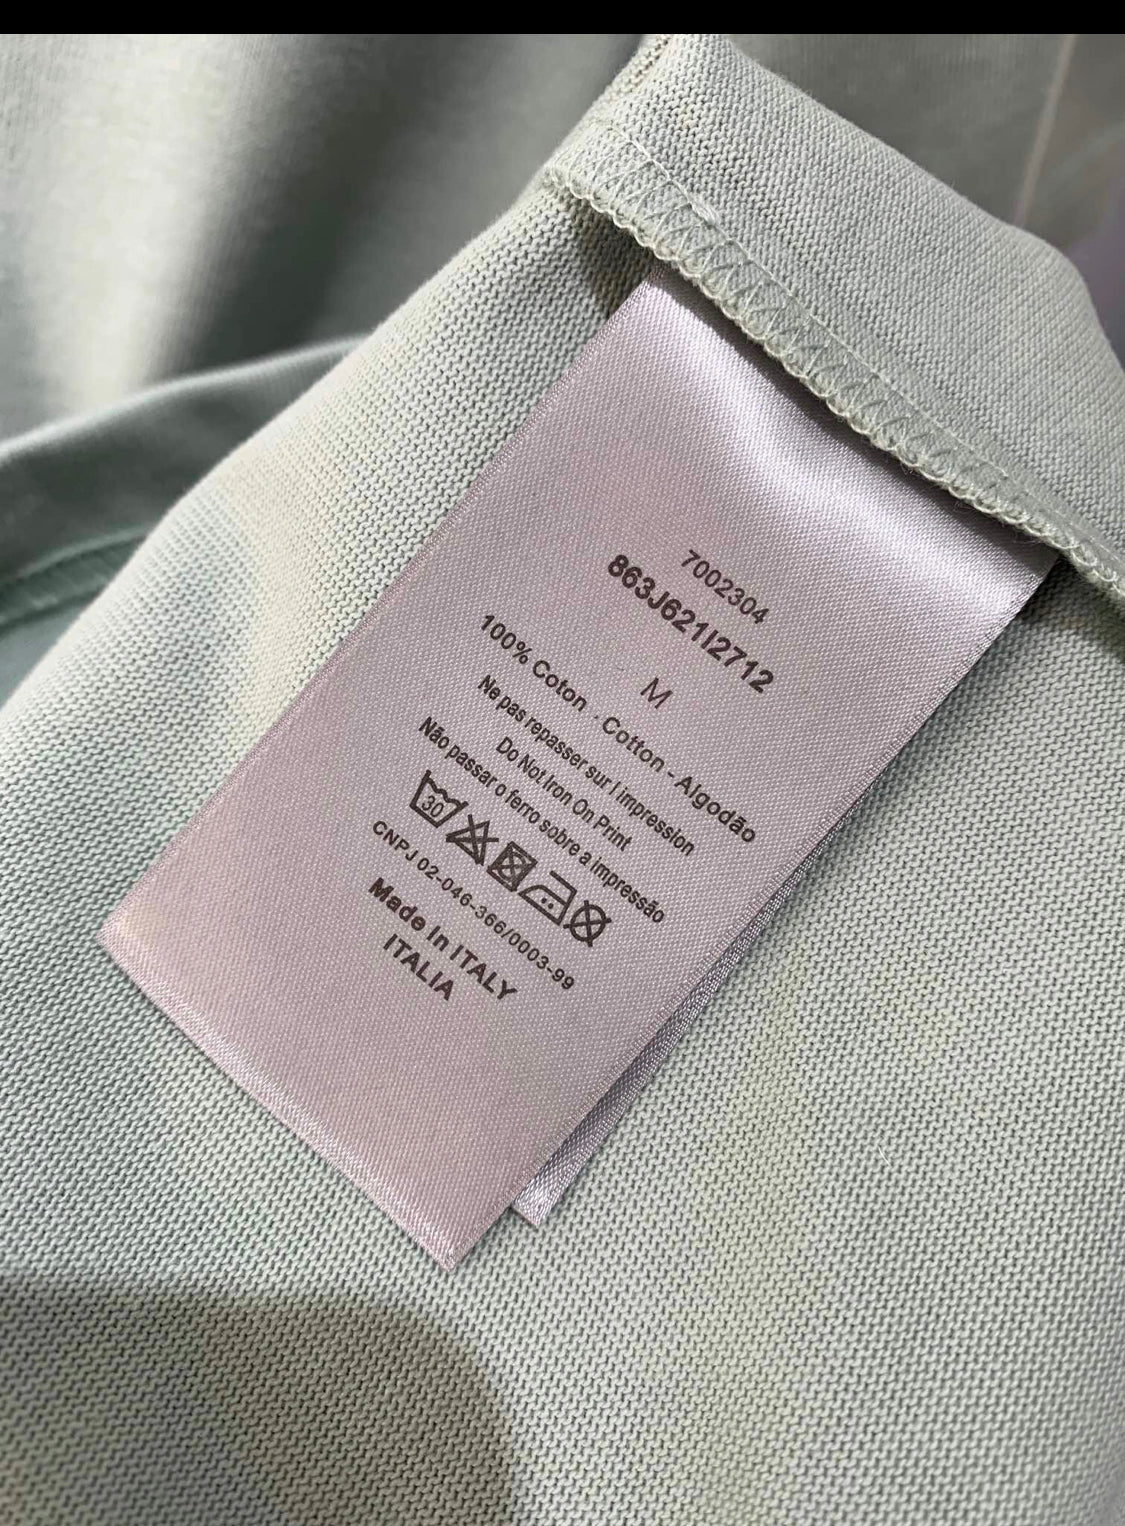 7002304
863J621I2712
M
100% Coton - Cotton - Algodão
Ne pas repasser sur l impression
Do Not Iron On Print
Não passar o ferro sobre a impressão
30
CNPJ 02-046-366/0003-99
Made In ITALY
ITALIA